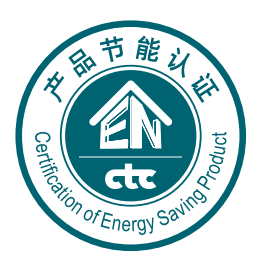 产品节能认证
EN
ctc
Certification of Energy Saving Product